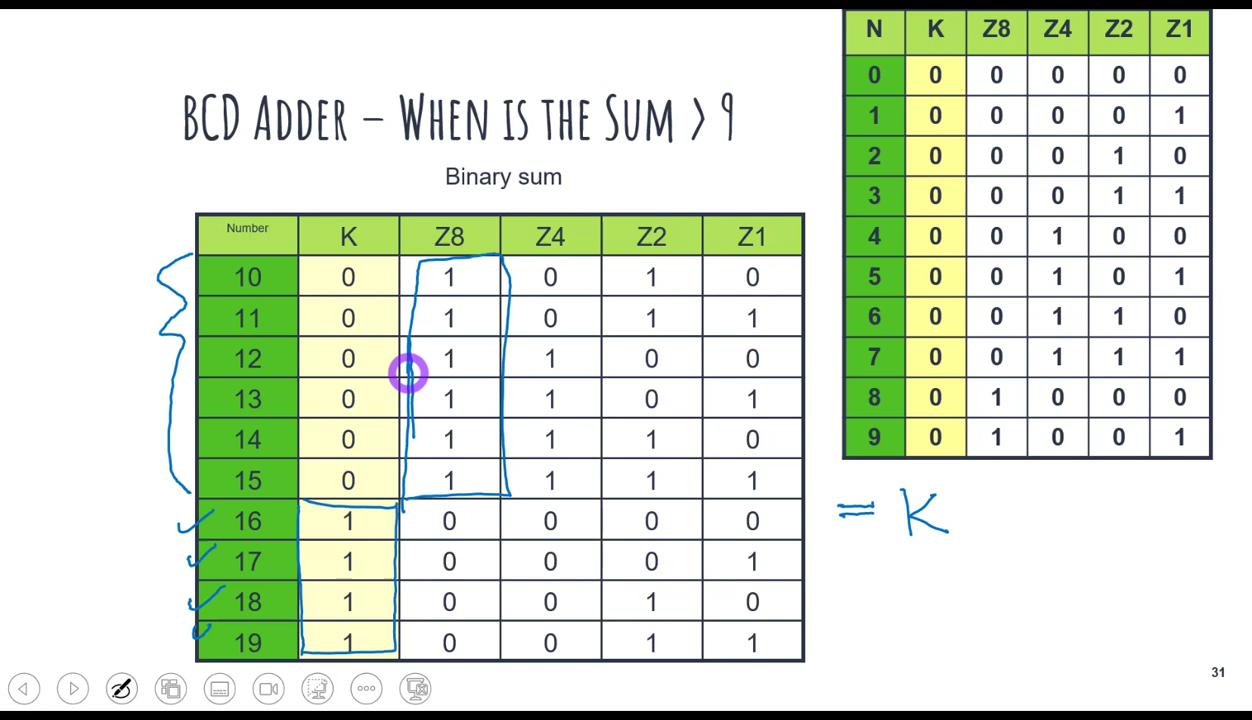 BCD ADDER – WHEN IS THE SUM > 9
Binary sum
Number K Z8 Z4 Z2 Z1
10 0 1 0 1 0
11 0 1 0 1 1
12 0 1 1 0 0
13 0 1 1 0 1
14 0 1 1 1 0
15 0 1 1 1 1
16 1 0 0 0 0
17 1 0 0 0 1
18 1 0 0 1 0
19 1 0 0 1 1
N K Z8 Z4 Z2 Z1
0 0 0 0 0 0
1 0 0 0 0 1
2 0 0 0 1 0
3 0 0 0 1 1
4 0 0 1 0 0
5 0 0 1 0 1
6 0 0 1 1 0
7 0 0 1 1 1
8 0 1 0 0 0
9 0 1 0 0 1
= K
31